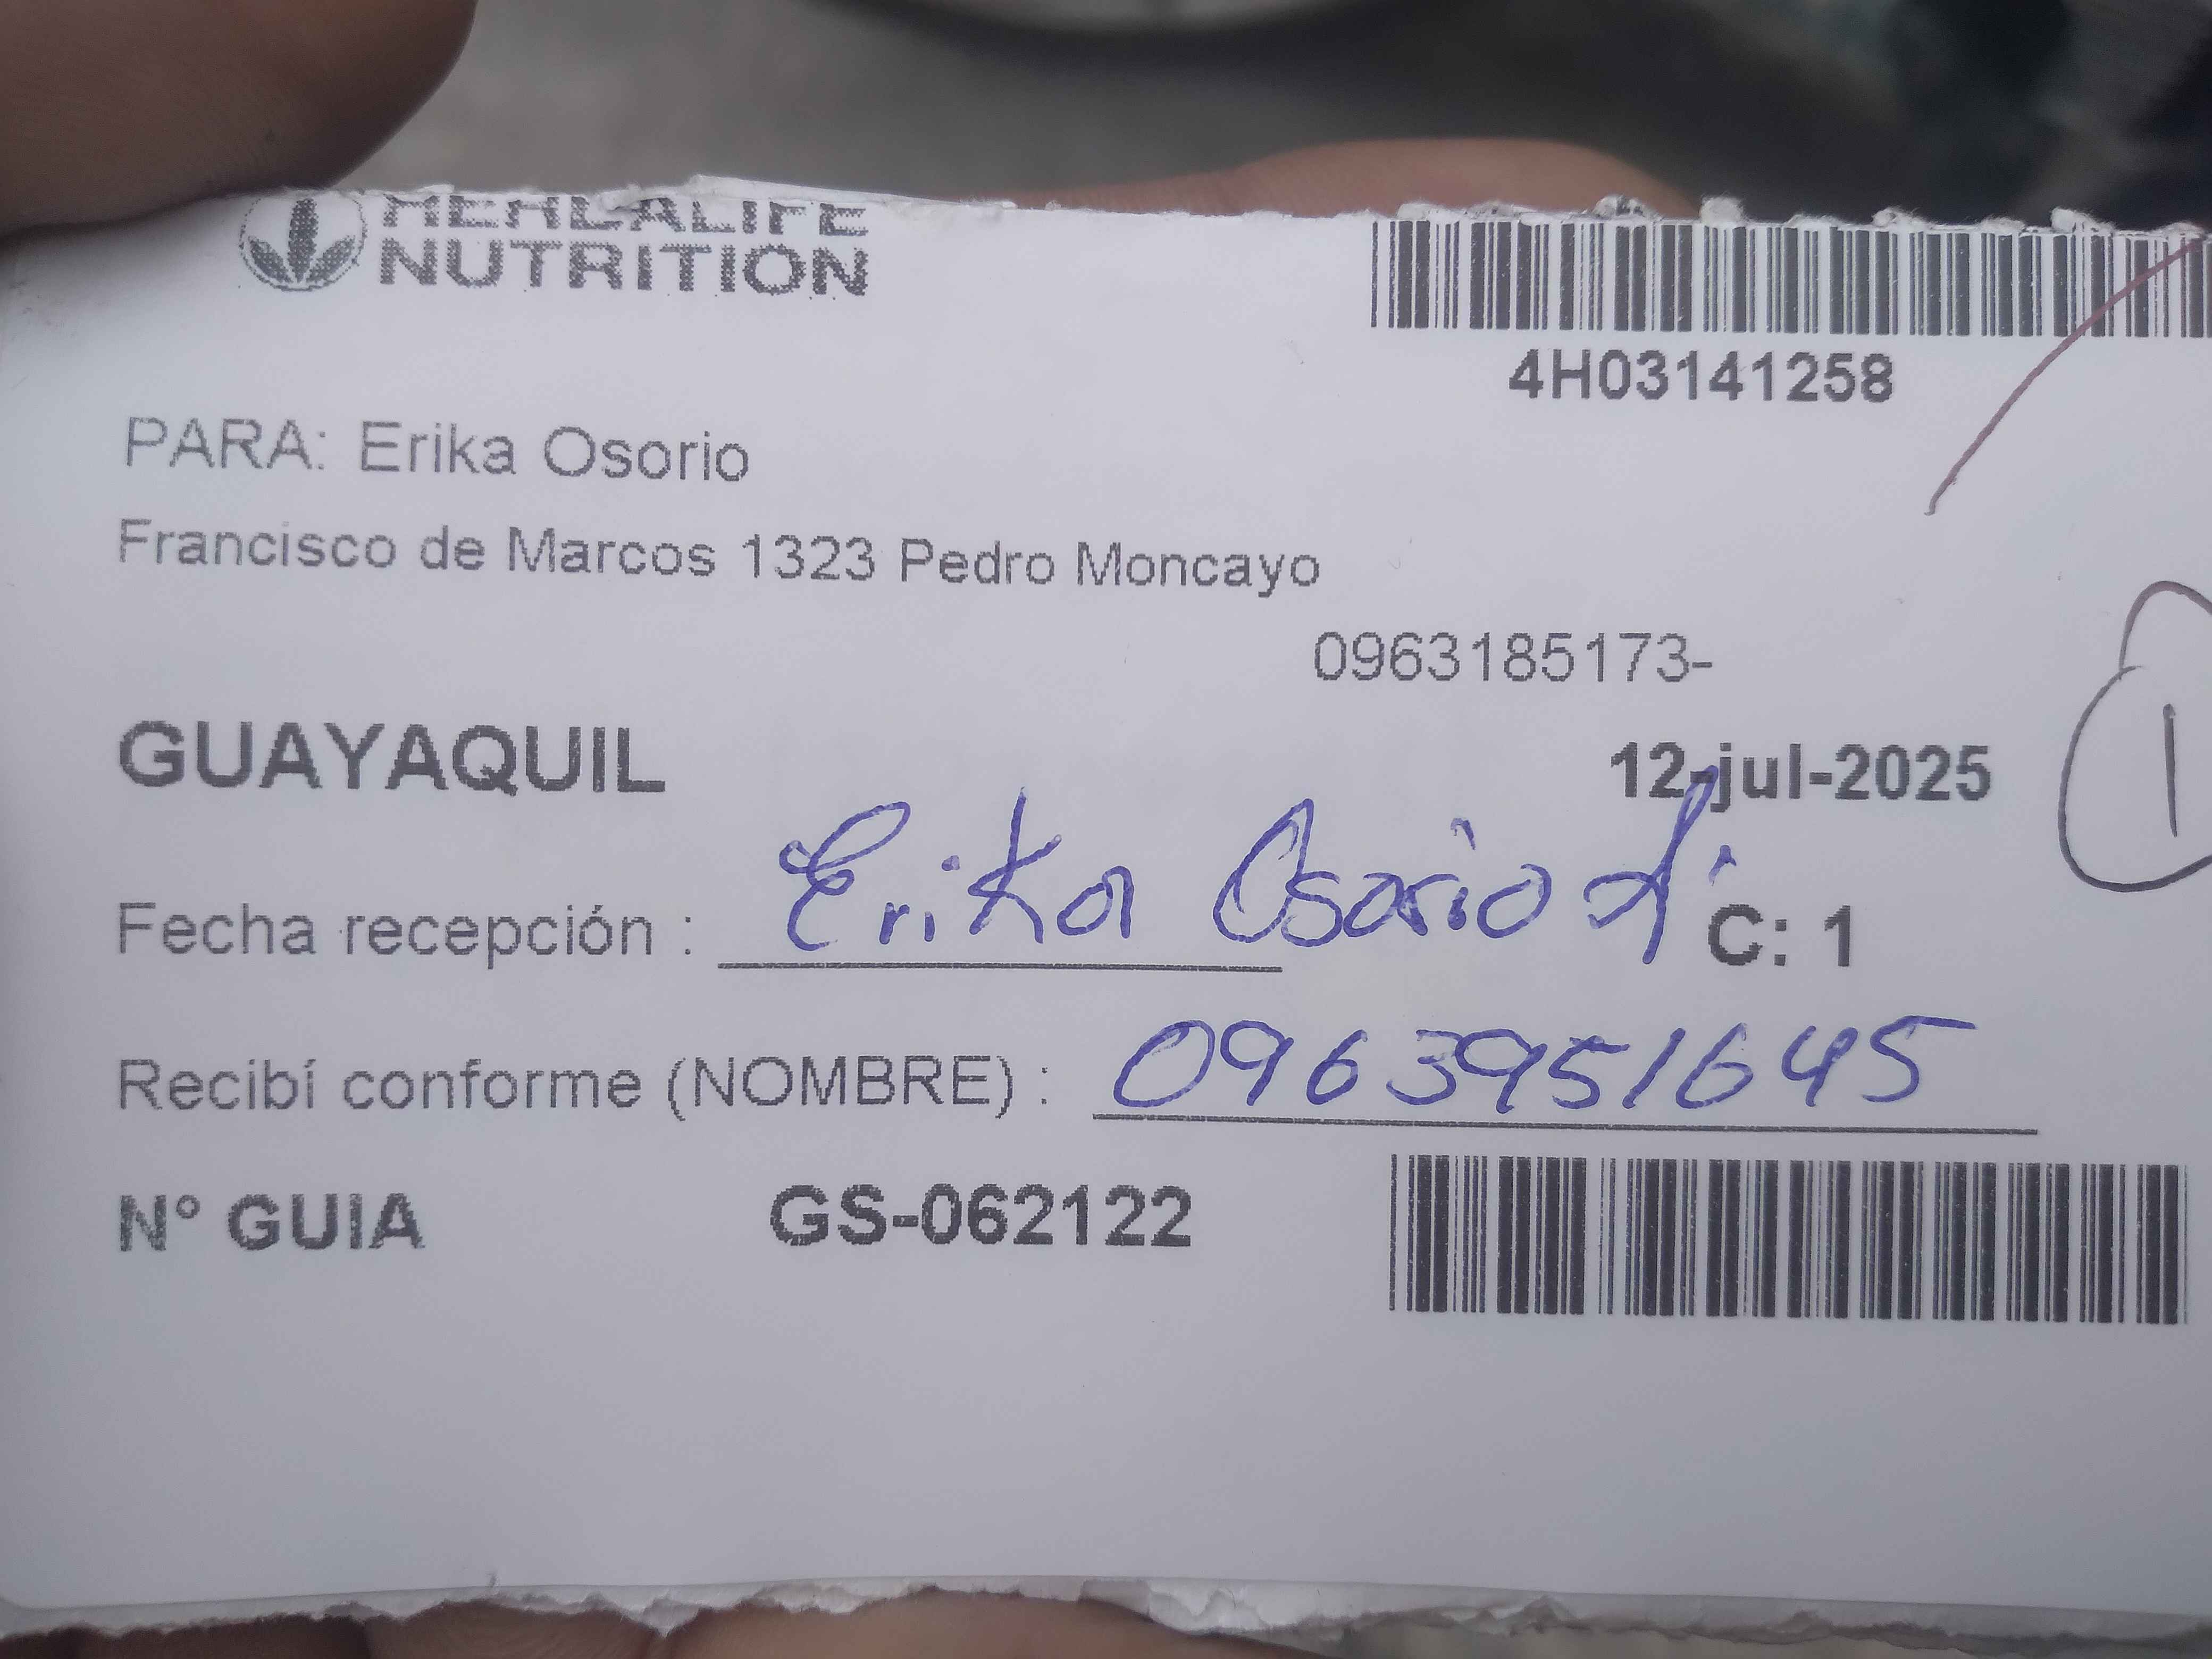 HERBALIFE
NUTRITION
4H03141258
PARA: Erika Osorio
Francisco de Marcos 1323 Pedro Moncayo
0963185173-
GUAYAQUIL 12-jul-2025
1
Fecha recepción : Erika Osorio C: 1
Recibí conforme (NOMBRE) : 0963951645
N° GUIA GS-062122